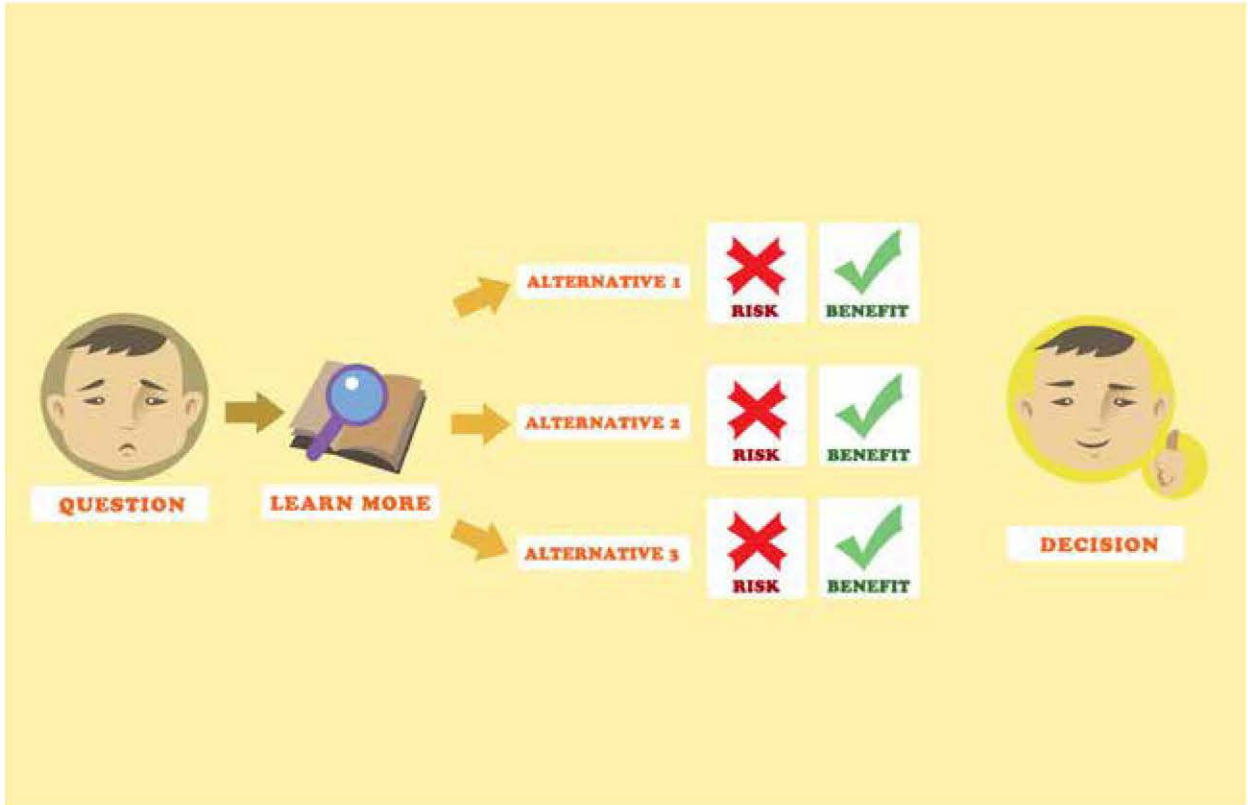 QUESTION
LEARN MORE
ALTERNATIVE 1
RISK
BENEFIT
ALTERNATIVE 2
RISK
BENEFIT
ALTERNATIVE 3
RISK
BENEFIT
DECISION